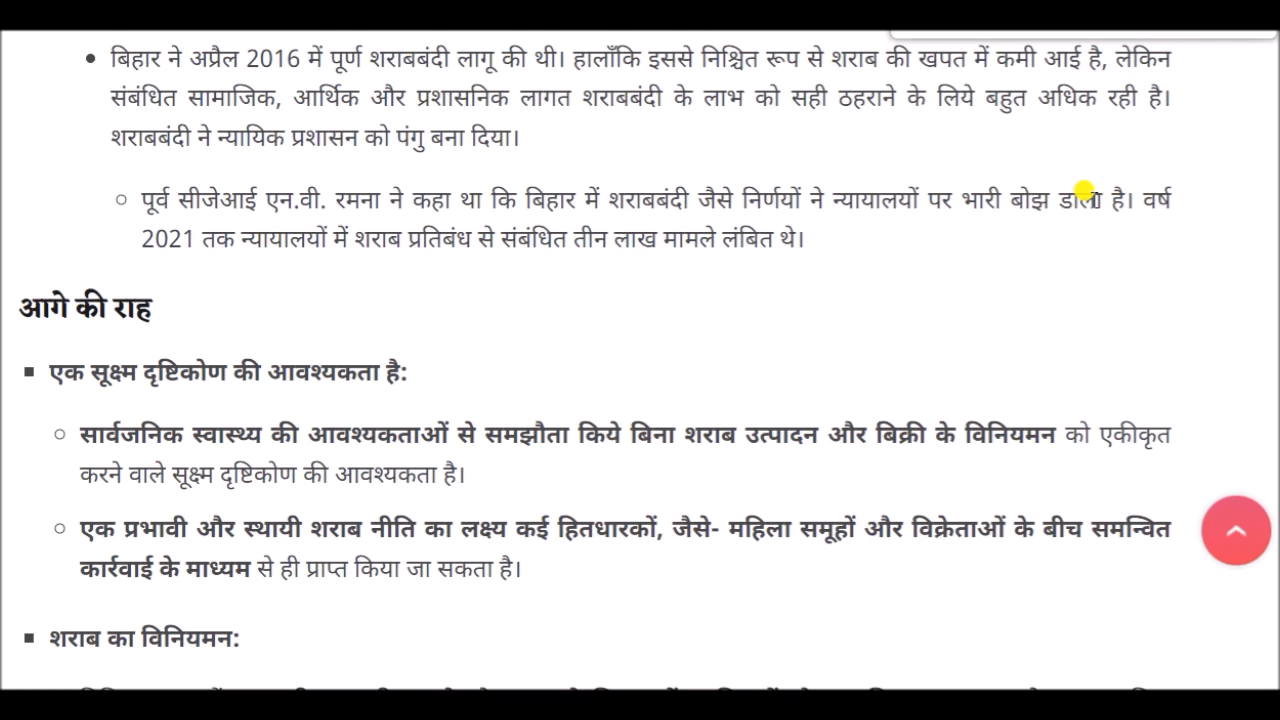 बिहार ने अप्रैल 2016 में पूर्ण शराबबंदी लागू की थी। हालाँकि इससे निश्चित रूप से शराब की खपत में कमी आई है, लेकिन
संबंधित सामाजिक, आर्थिक और प्रशासनिक लागत शराबबंदी के लाभ को सही ठहराने के लिये बहुत अधिक रही है।
शराबबंदी ने न्यायिक प्रशासन को पंगु बना दिया।
पूर्व सीजेआई एन.वी. रमना ने कहा था कि बिहार में शराबबंदी जैसे निर्णयों ने न्यायालयों पर भारी बोझ डाला है। वर्ष
2021 तक न्यायालयों में शराब प्रतिबंध से संबंधित तीन लाख मामले लंबित थे।
आगे की राह
एक सूक्ष्म दृष्टिकोण की आवश्यकता है:
सार्वजनिक स्वास्थ्य की आवश्यकताओं से समझौता किये बिना शराब उत्पादन और बिक्री के विनियमन को एकीकृत
करने वाले सूक्ष्म दृष्टिकोण की आवश्यकता है।
एक प्रभावी और स्थायी शराब नीति का लक्ष्य कई हितधारकों, जैसे- महिला समूहों और विक्रेताओं के बीच समन्वित
कार्रवाई के माध्यम से ही प्राप्त किया जा सकता है।
शराब का विनियमन: